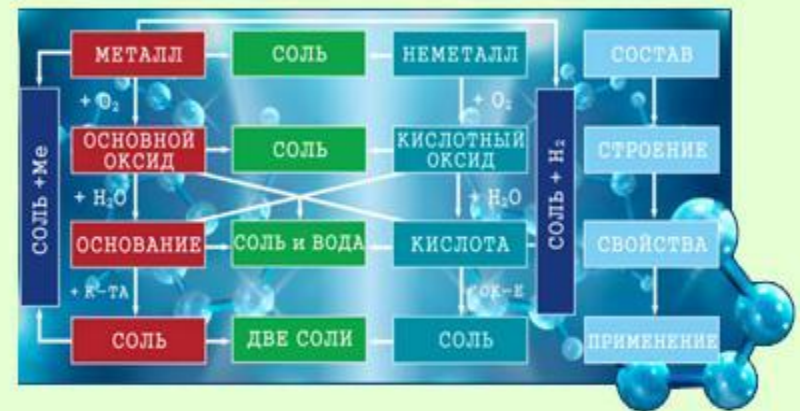 МЕТАЛЛ
СОЛЬ
НЕМЕТАЛЛ
СОСТАВ
+ O₂
+ O₂
ОСНОВНОЙ
ОКСИД
СОЛЬ
КИСЛОТНЫЙ
ОКСИД
СТРОЕНИЕ
СОЛЬ +Me
+ H₂O
+ H₂O
СОЛЬ + H₂
ОСНОВАНИЕ
СОЛЬ и ВОДА
КИСЛОТА
СВОЙСТВА
+ К-ТА
СОЛЬ
ДВЕ СОЛИ
СОЛЬ
ПРИМЕНЕНИЕ